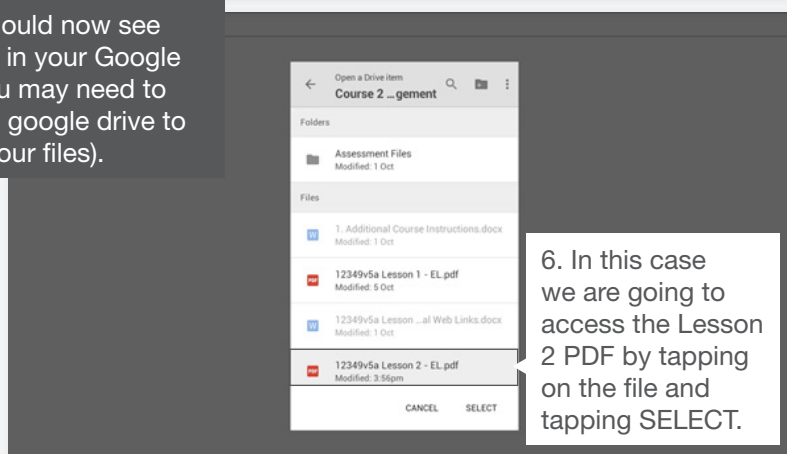 ould now see
in your Google
u may need to
google drive to
our files).
Open a Drive item
Course 2 ...gement
Folders
Assessment Files
Modified: 1 Oct
Files
1. Additional Course Instructions.docx
Modified: 1 Oct
12349v5a Lesson 1 - EL.pdf
Modified: 5 Oct
12349v5a Lesson ...al Web Links.docx
Modified: 1 Oct
12349v5a Lesson 2 - EL.pdf
Modified: 3:56pm
CANCEL SELECT
6. In this case
we are going to
access the Lesson
2 PDF by tapping
on the file and
tapping SELECT.